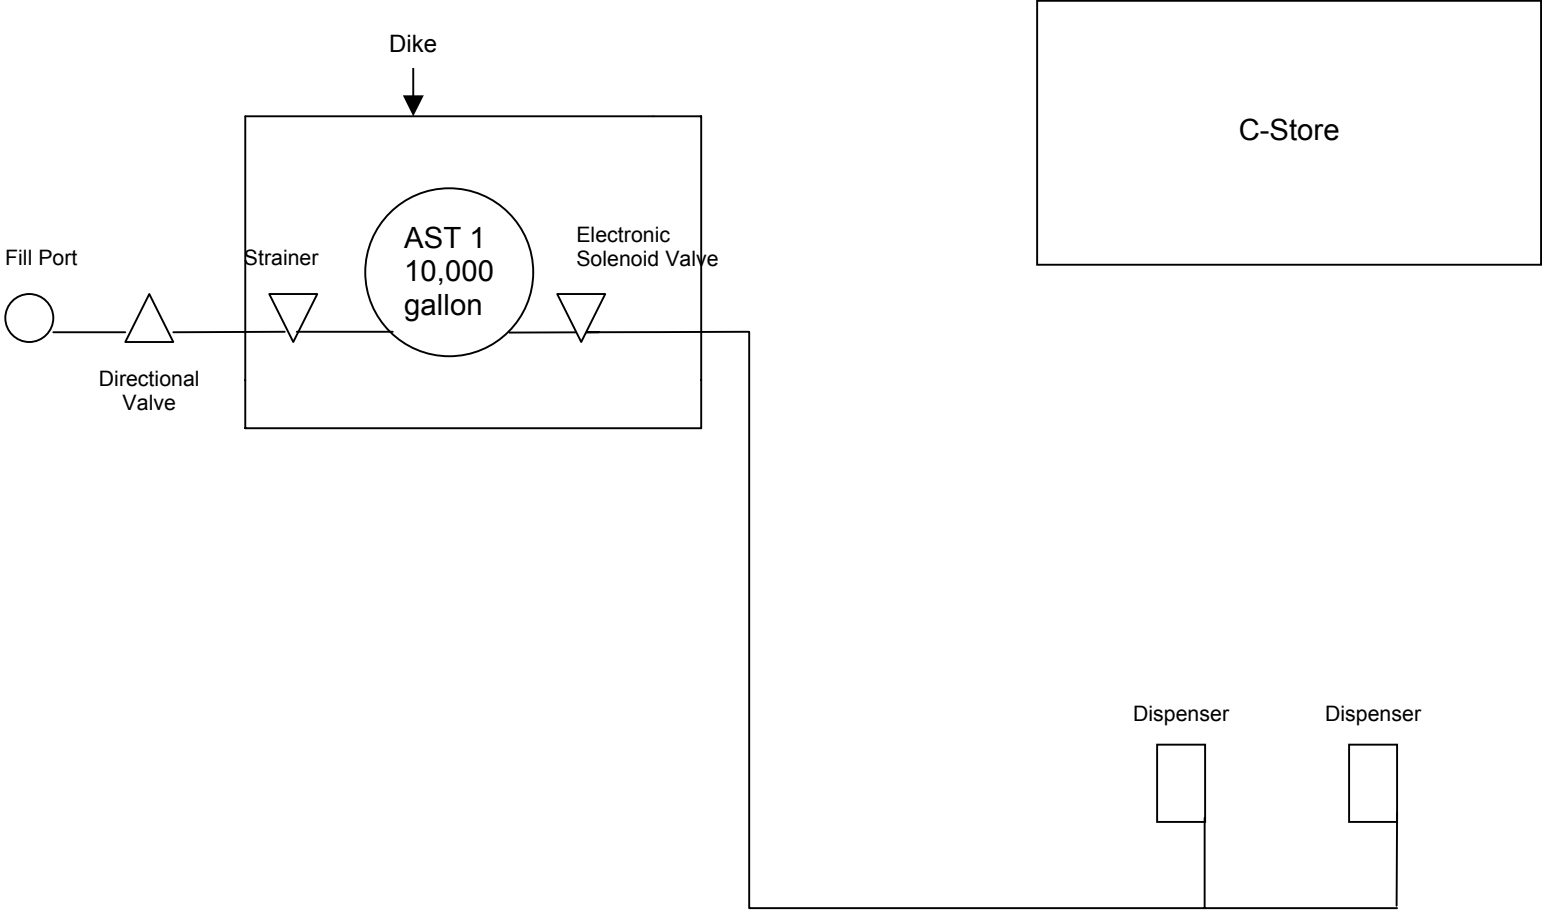 Dike
C-Store
AST 1
10,000
gallon
Electronic
Solenoid Valve
Fill Port
Strainer
Directional
Valve
Dispenser
Dispenser